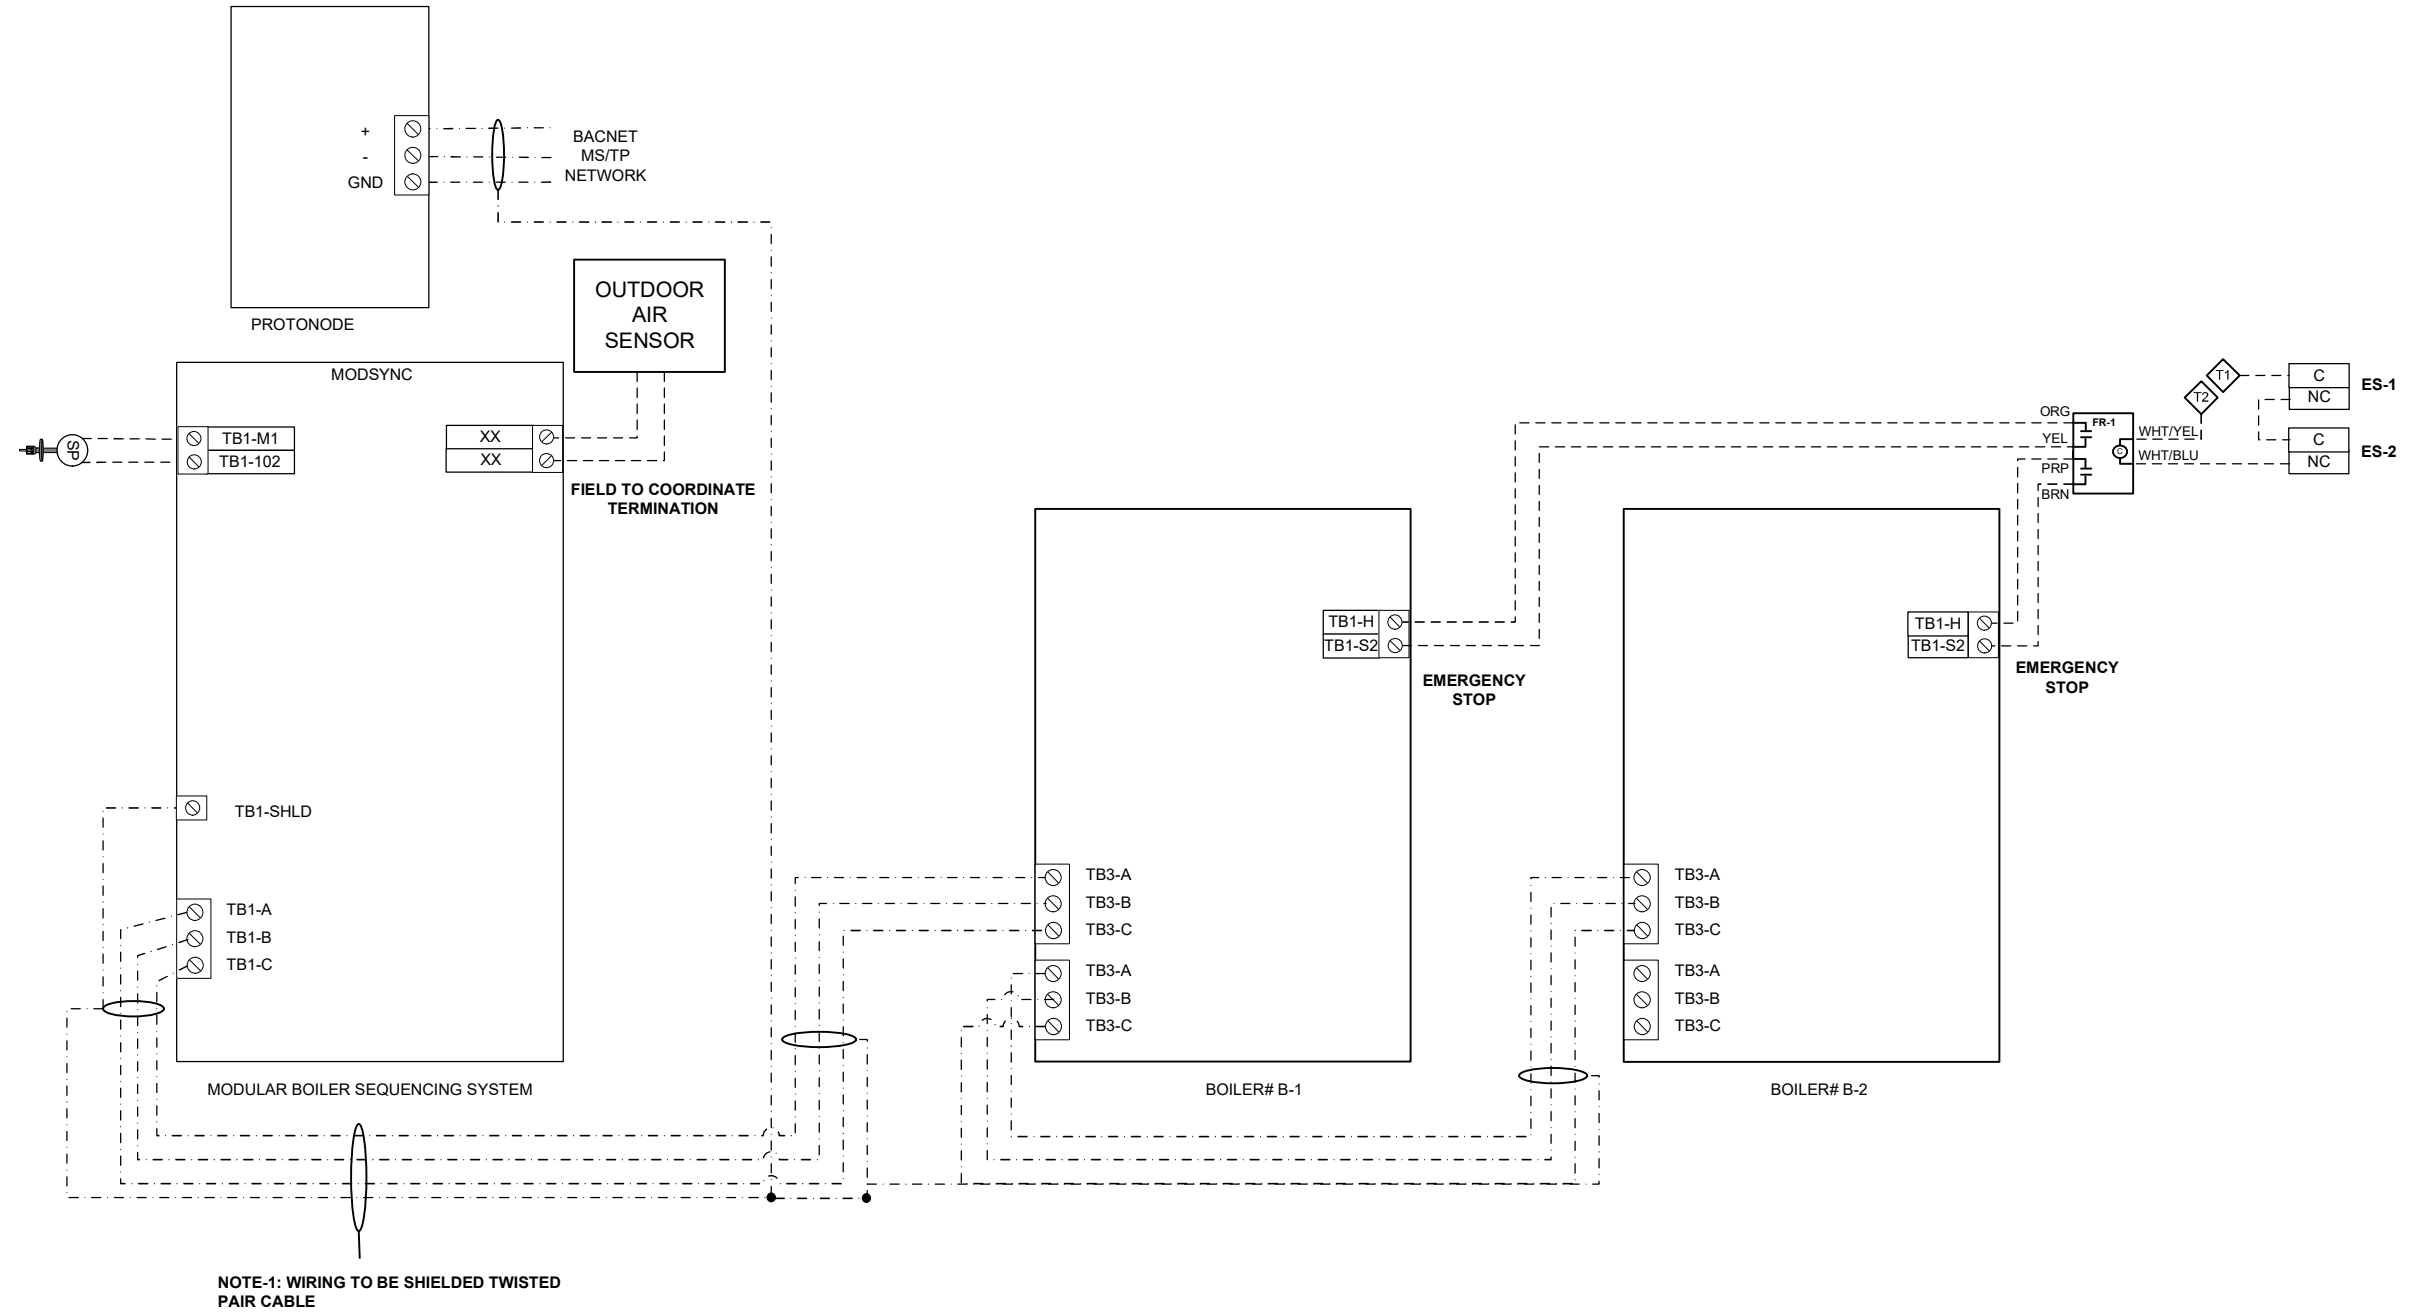 +
-
GND
BACNET
MS/TP
NETWORK
PROTONODE
OUTDOOR
AIR
SENSOR
MODSYNC
SP
TB1-M1
TB1-102
XX
XX
FIELD TO COORDINATE
TERMINATION
TB1-SHLD
TB1-A
TB1-B
TB1-C
MODULAR BOILER SEQUENCING SYSTEM
NOTE-1: WIRING TO BE SHIELDED TWISTED
PAIR CABLE
TB1-H
TB1-S2
EMERGENCY
STOP
TB3-A
TB3-B
TB3-C
TB3-A
TB3-B
TB3-C
BOILER# B-1
TB1-H
TB1-S2
EMERGENCY
STOP
TB3-A
TB3-B
TB3-C
TB3-A
TB3-B
TB3-C
BOILER# B-2
ORG
YEL
PRP
BRN
FR-1
C
WHT/YEL
WHT/BLU
T1
T2
C
NC
ES-1
C
NC
ES-2